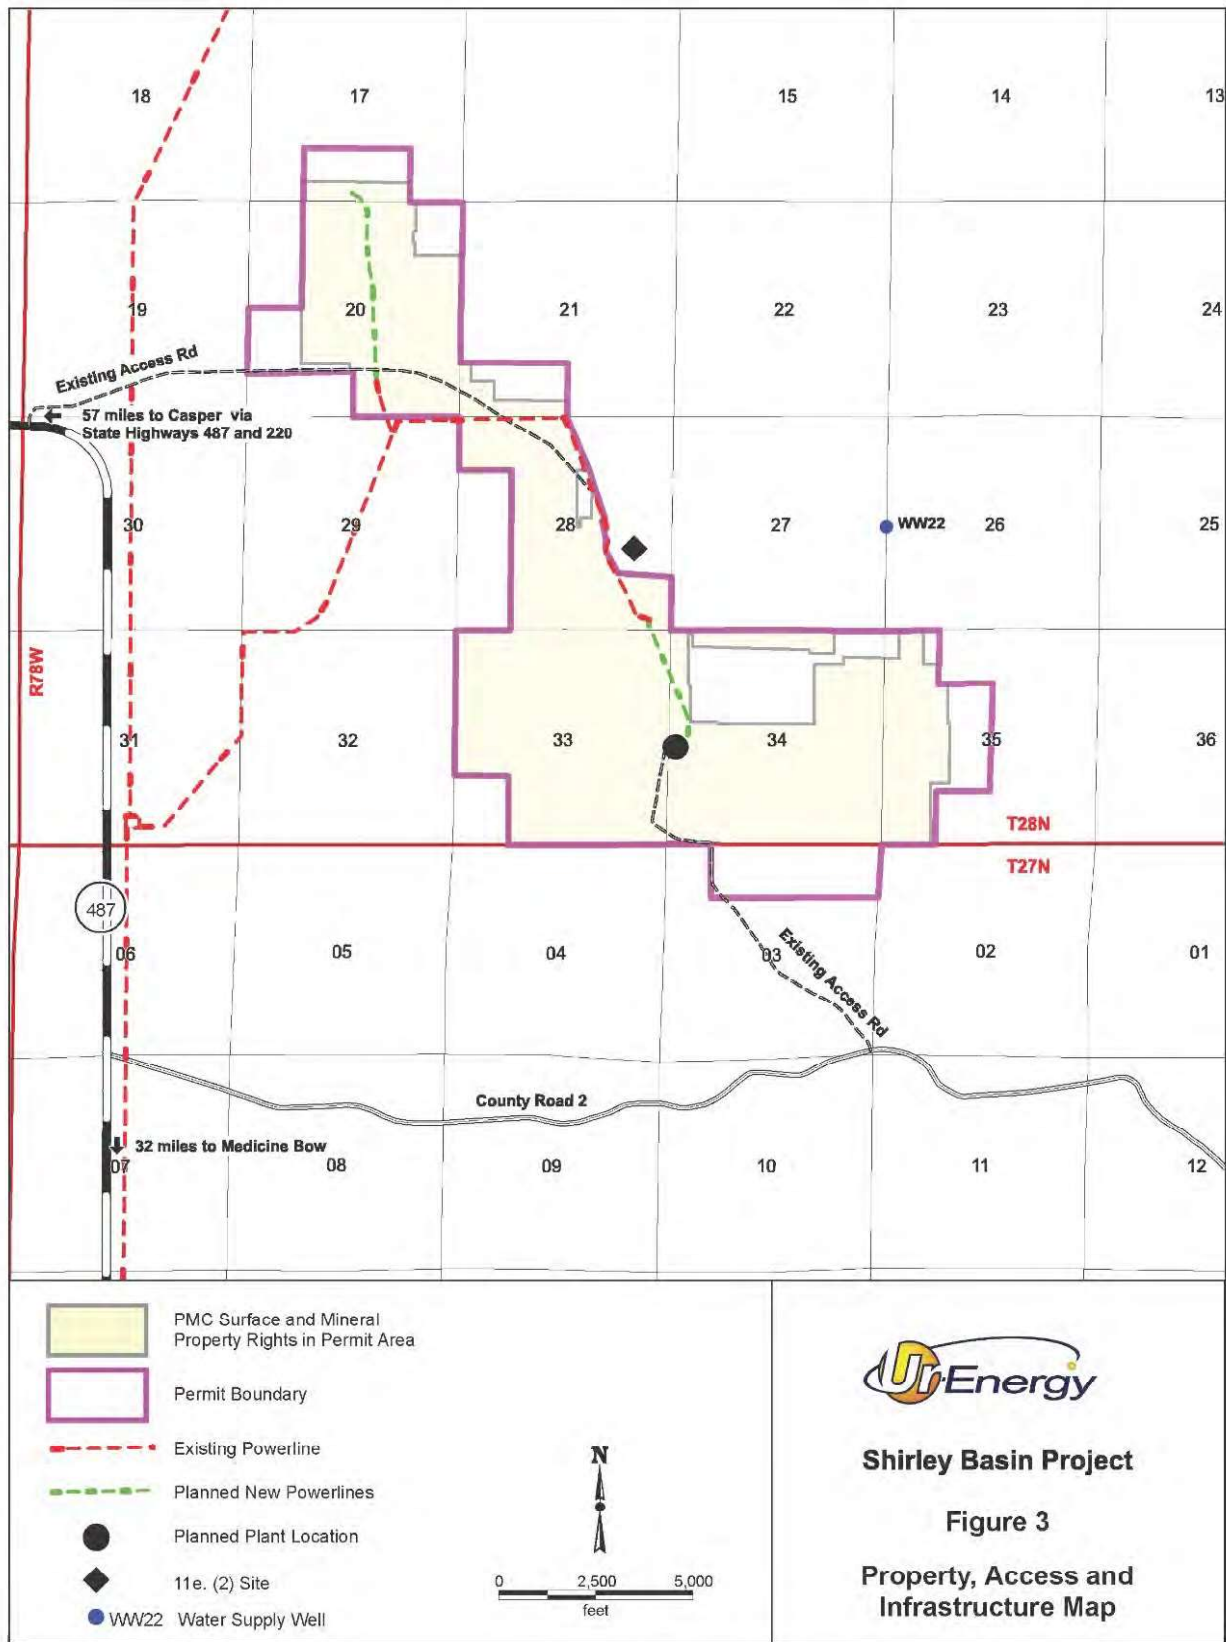 18
17
15
14
13
19
20
21
22
23
24
Existing Access Rd
57 miles to Casper via
State Highways 487 and 220
30
29
28
27
WW22
26
25
R78W
31
32
33
34
35
36
T28N
T27N
487
06
05
04
03
02
01
Existing Access Rd
County Road 2
32 miles to Medicine Bow
07
08
09
10
11
12
PMC Surface and Mineral
Property Rights in Permit Area
Permit Boundary
Existing Powerline
Planned New Powerlines
Planned Plant Location
11e. (2) Site
WW22 Water Supply Well
N
0 2,500 5,000
feet
Ur-Energy
Shirley Basin Project
Figure 3
Property, Access and
Infrastructure Map